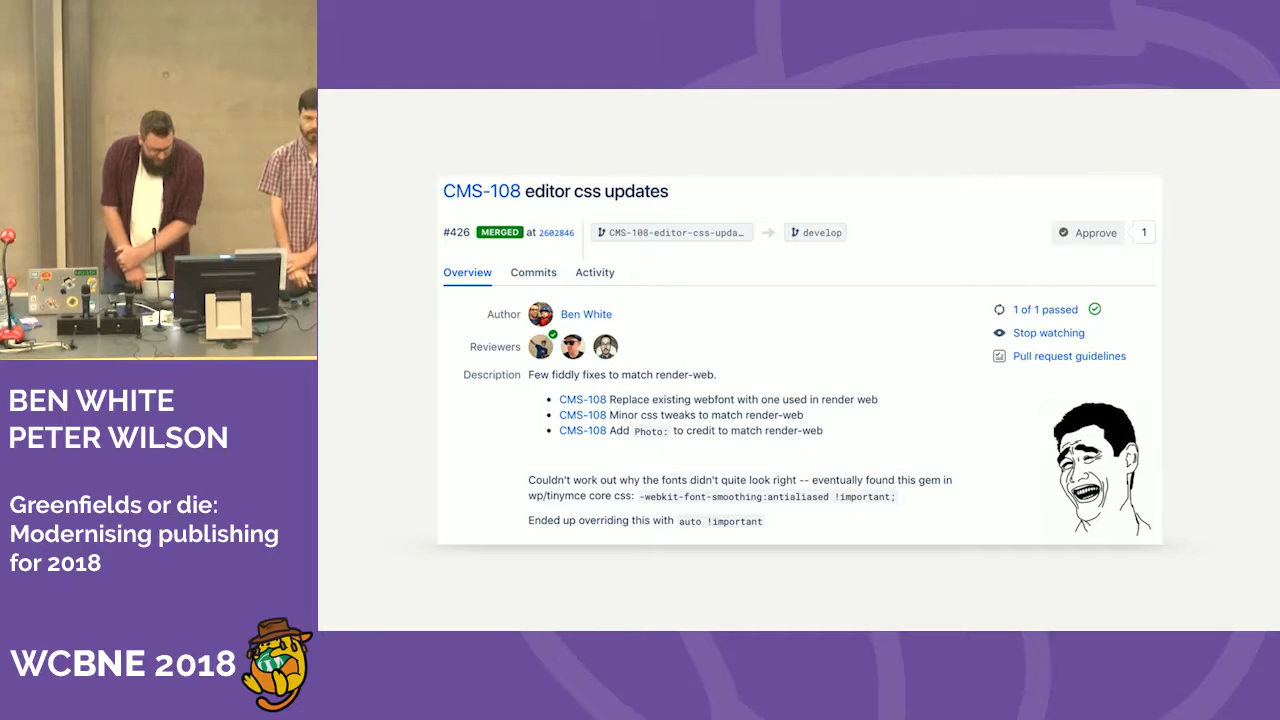 BEN WHITE
PETER WILSON
Greenfields or die:
Modernising publishing
for 2018
WCBNE 2018
CMS-108 editor css updates
#426 MERGED at 2602846 CMS-108-editor-css-upda… develop Approve 1
Overview Commits Activity
Author Ben White
1 of 1 passed
Reviewers
Stop watching
Pull request guidelines
Description Few fiddly fixes to match render-web.
• CMS-108 Replace existing webfont with one used in render web
• CMS-108 Minor css tweaks to match render-web
• CMS-108 Add Photo: to credit to match render-web
Couldn't work out why the fonts didn't quite look right -- eventually found this gem in
wp/tinymce core css: -webkit-font-smoothing:antialiased !important;
Ended up overriding this with auto !important